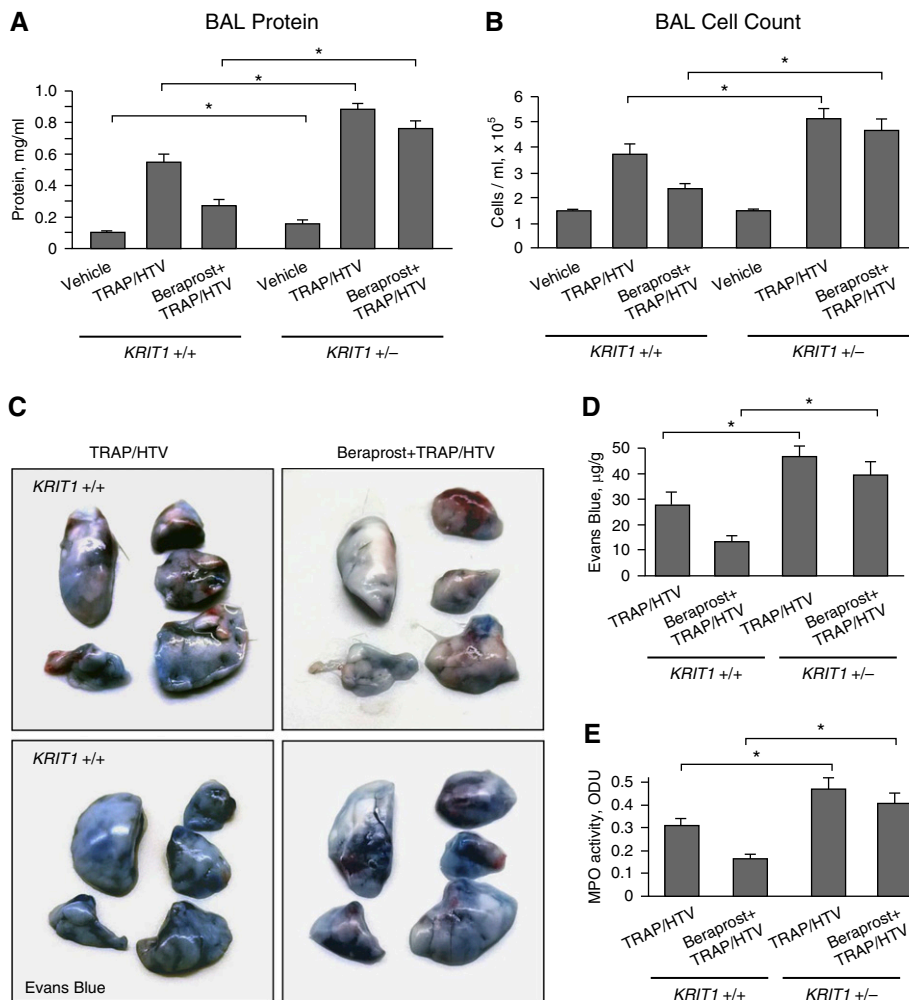 A
BAL Protein
*
*
*
Protein, mg/ml
1.0
0.8
0.6
0.4
0.2
0
Vehicle
TRAP/HTV
Beraprost+
TRAP/HTV
Vehicle
TRAP/HTV
Beraprost+
TRAP/HTV
KRIT1 +/+
KRIT1 +/–
B
BAL Cell Count
*
*
Cells / ml, x 10⁵
6
5
4
3
2
1
0
Vehicle
TRAP/HTV
Beraprost+
TRAP/HTV
Vehicle
TRAP/HTV
Beraprost+
TRAP/HTV
KRIT1 +/+
KRIT1 +/–
C
TRAP/HTV
Beraprost+TRAP/HTV
KRIT1 +/+
KRIT1 +/+
Evans Blue
D
*
*
Evans Blue, µg/g
50
40
30
20
10
0
TRAP/HTV
Beraprost+
TRAP/HTV
TRAP/HTV
Beraprost+
TRAP/HTV
KRIT1 +/+
KRIT1 +/–
E
*
*
MPO activity, ODU
0.5
0.4
0.3
0.2
0.1
0
TRAP/HTV
Beraprost+
TRAP/HTV
TRAP/HTV
Beraprost+
TRAP/HTV
KRIT1 +/+
KRIT1 +/–